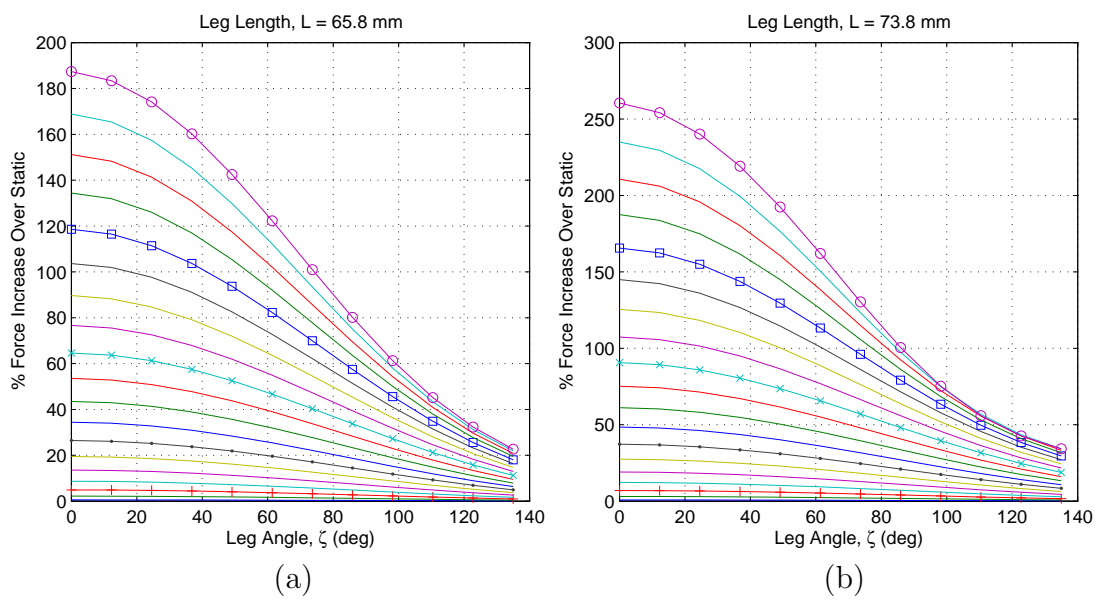 Leg Length, L = 65.8 mm
% Force Increase Over Static
200
180
160
140
120
100
80
60
40
20
0
0 20 40 60 80 100 120 140
Leg Angle, ζ (deg)
(a)
Leg Length, L = 73.8 mm
% Force Increase Over Static
300
250
200
150
100
50
0
0 20 40 60 80 100 120 140
Leg Angle, ζ (deg)
(b)